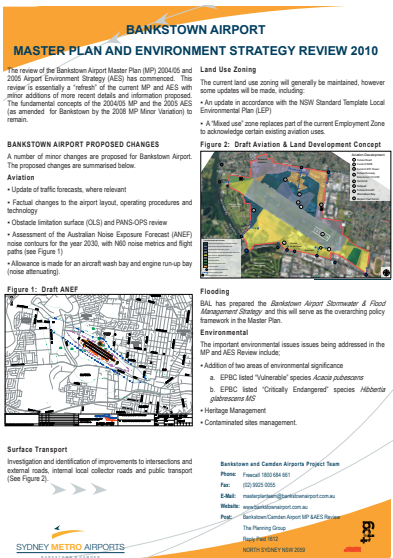 BANKSTOWN AIRPORT
MASTER PLAN AND ENVIRONMENT STRATEGY REVIEW 2010
The review of the Bankstown Airport Master Plan (MP) 2004/05 and
2005 Airport Environment Strategy (AES) has commenced. This
review is essentially a "refresh" of the current MP and AES with
minor additions of more recent details and information proposed.
The fundamental concepts of the 2004/05 MP and the 2005 AES
(as amended for Bankstown by the 2008 MP Minor Variation) to
remain.
BANKSTOWN AIRPORT PROPOSED CHANGES
A number of minor changes are proposed for Bankstown Airport.
The proposed changes are summarised below.
Aviation
• Update of traffic forecasts, where relevant
• Factual changes to the airport layout, operating procedures and
technology
• Obstacle limitation surface (OLS) and PANS-OPS review
• Assessment of the Australian Noise Exposure Forecast (ANEF)
noise contours for the year 2030, with N60 noise metrics and flight
paths (see Figure 1)
• Allowance is made for an aircraft wash bay and engine run-up bay
(noise attenuating).
Figure 1: Draft ANEF
Surface Transport
Investigation and identification of improvements to intersections and
external roads, internal local collector roads and public transport
(See Figure 2).
SYDNEY METRO AIRPORTS
Land Use Zoning
The current land use zoning will generally be maintained, however
some updates will be made, including:
• An update in accordance with the NSW Standard Template Local
Environmental Plan (LEP)
• A "Mixed use" zone replaces part of the current Employment Zone
to acknowledge certain existing aviation uses.
Figure 2: Draft Aviation & Land Development Concept
Flooding
BAL has prepared the Bankstown Airport Stormwater & Flood
Management Strategy and this will serve as the overarching policy
framework in the Master Plan.
Environmental
The important environmental issues issues being addressed in the
MP and AES Review include;
• Addition of two areas of environmental significance
a. EPBC listed "Vulnerable" species Acacia pubescens
b. EPBC listed "Critically Endangered" species Hibbertia
glabrescens MS
• Heritage Management
• Contaminated sites management.
Bankstown and Camden Airports Project Team
Phone: Freecall 1800 684 661
Fax: (02) 9925 0055
E-Mail: masterplanteam@bankstownairport.com.au
Website: www.bankstownairport.com.au
Post: Bankstown/Camden Airport MP &AES Review
The Planning Group
Reply Paid 1612
NORTH SYDNEY NSW 2059
tpg